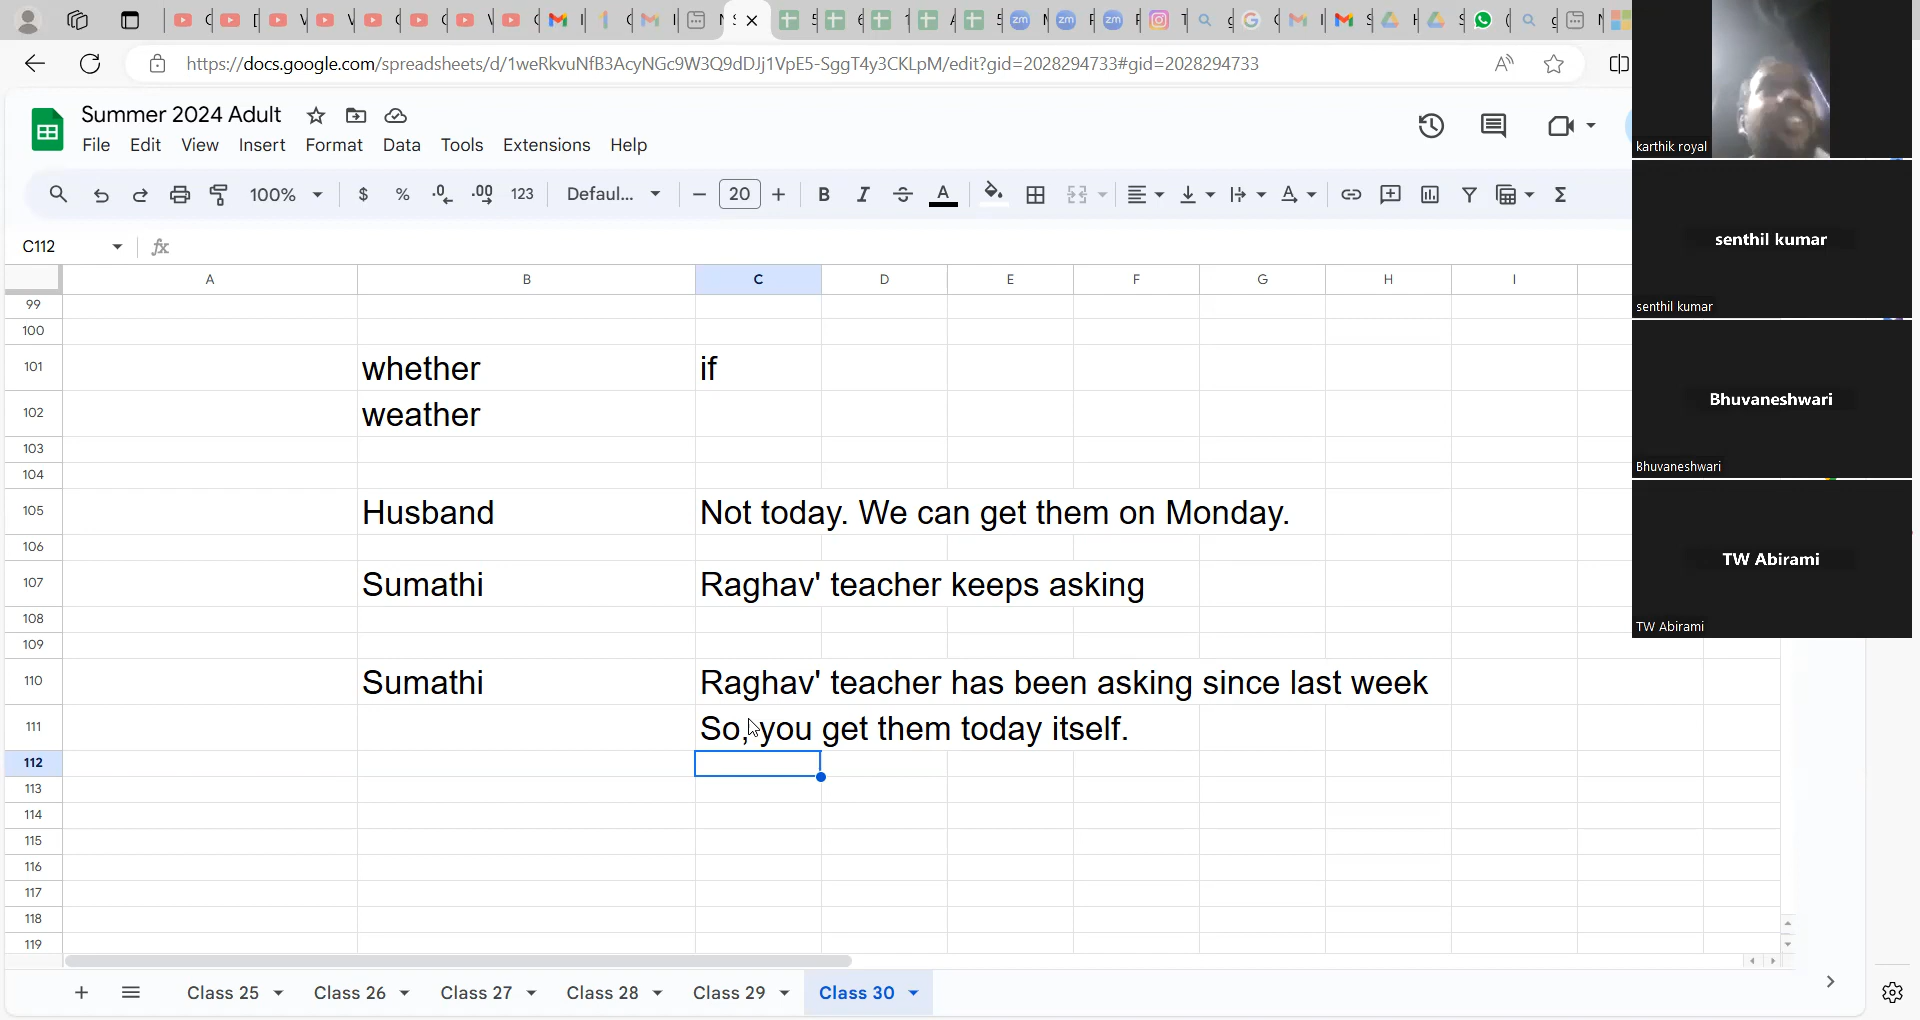 https://docs.google.com/spreadsheets/d/1weRkvuNfB3AcyNGc9W3Q9dDJj1VpE5-SggT4y3CKLpM/edit?gid=2028294733#gid=2028294733
Summer 2024 Adult
File Edit View Insert Format Data Tools Extensions Help
100% $ % .0 .00 123 Defaul... 20 B I A
C112 fx
A B C D E F G H I
99
100
101 whether if
102 weather
103
104
105 Husband Not today. We can get them on Monday.
106
107 Sumathi Raghav' teacher keeps asking
108
109
110 Sumathi Raghav' teacher has been asking since last week
111 So, you get them today itself.
112
113
114
115
116
117
118
119
Class 25 Class 26 Class 27 Class 28 Class 29 Class 30
karthik royal
senthil kumar
senthil kumar
Bhuvaneshwari
Bhuvaneshwari
TW Abirami
TW Abirami